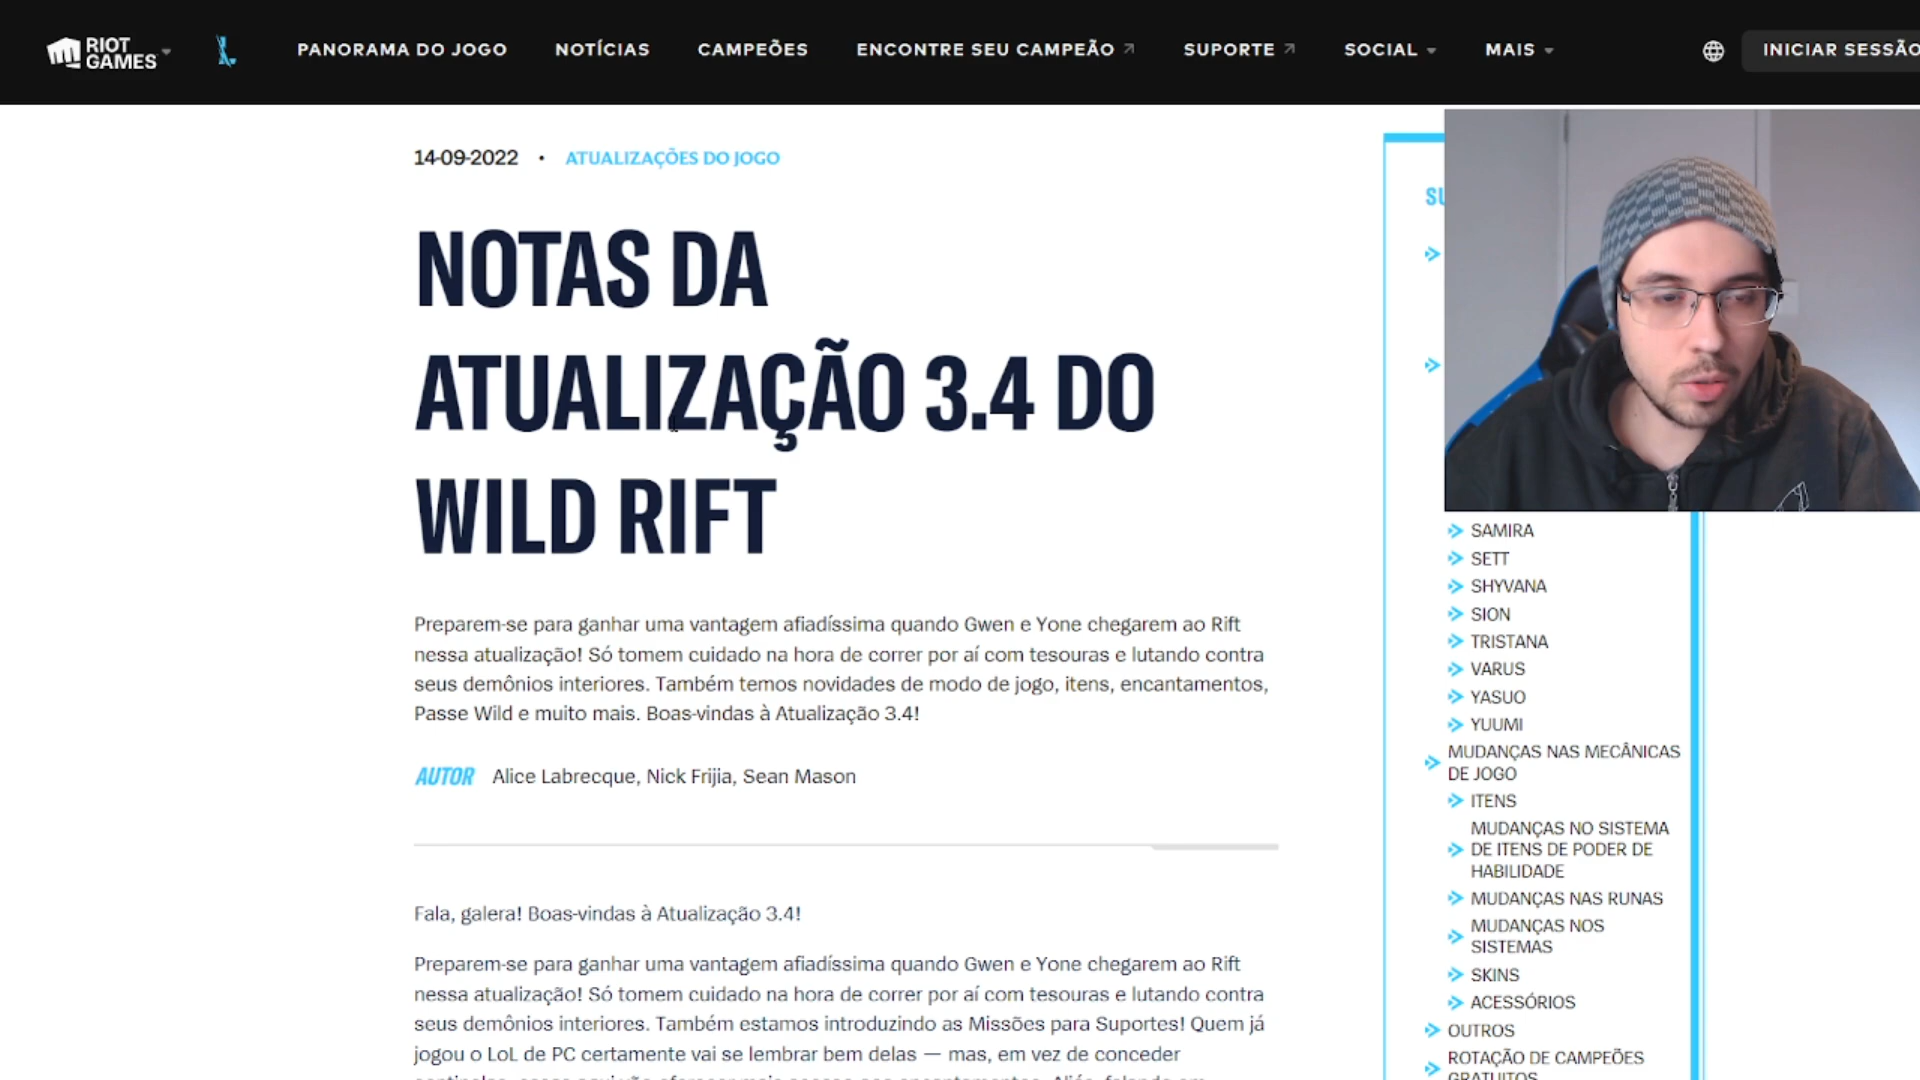 RIOT GAMES
PANORAMA DO JOGO
NOTÍCIAS
CAMPEÕES
ENCONTRE SEU CAMPEÃO
SUPORTE
SOCIAL
MAIS
INICIAR SESSÃO
14-09-2022 • ATUALIZAÇÕES DO JOGO
NOTAS DA
ATUALIZAÇÃO 3.4 DO
WILD RIFT
Preparem-se para ganhar uma vantagem afiadíssima quando Gwen e Yone chegarem ao Rift
nessa atualização! Só tomem cuidado na hora de correr por aí com tesouras e lutando contra
seus demônios interiores. Também temos novidades de modo de jogo, itens, encantamentos,
Passe Wild e muito mais. Boas-vindas à Atualização 3.4!
AUTOR Alice Labrecque, Nick Frijia, Sean Mason
Fala, galera! Boas-vindas à Atualização 3.4!
Preparem-se para ganhar uma vantagem afiadíssima quando Gwen e Yone chegarem ao Rift
nessa atualização! Só tomem cuidado na hora de correr por aí com tesouras e lutando contra
seus demônios interiores. Também estamos introduzindo as Missões para Suportes! Quem já
jogou o LoL de PC certamente vai se lembrar bem delas — mas, em vez de conceder
SU
SAMIRA
SETT
SHYVANA
SION
TRISTANA
VARUS
YASUO
YUUMI
MUDANÇAS NAS MECÂNICAS
DE JOGO
ITENS
MUDANÇAS NO SISTEMA
DE ITENS DE PODER DE
HABILIDADE
MUDANÇAS NAS RUNAS
MUDANÇAS NOS
SISTEMAS
SKINS
ACESSÓRIOS
OUTROS
ROTAÇÃO DE CAMPEÕES
GRATUITOS